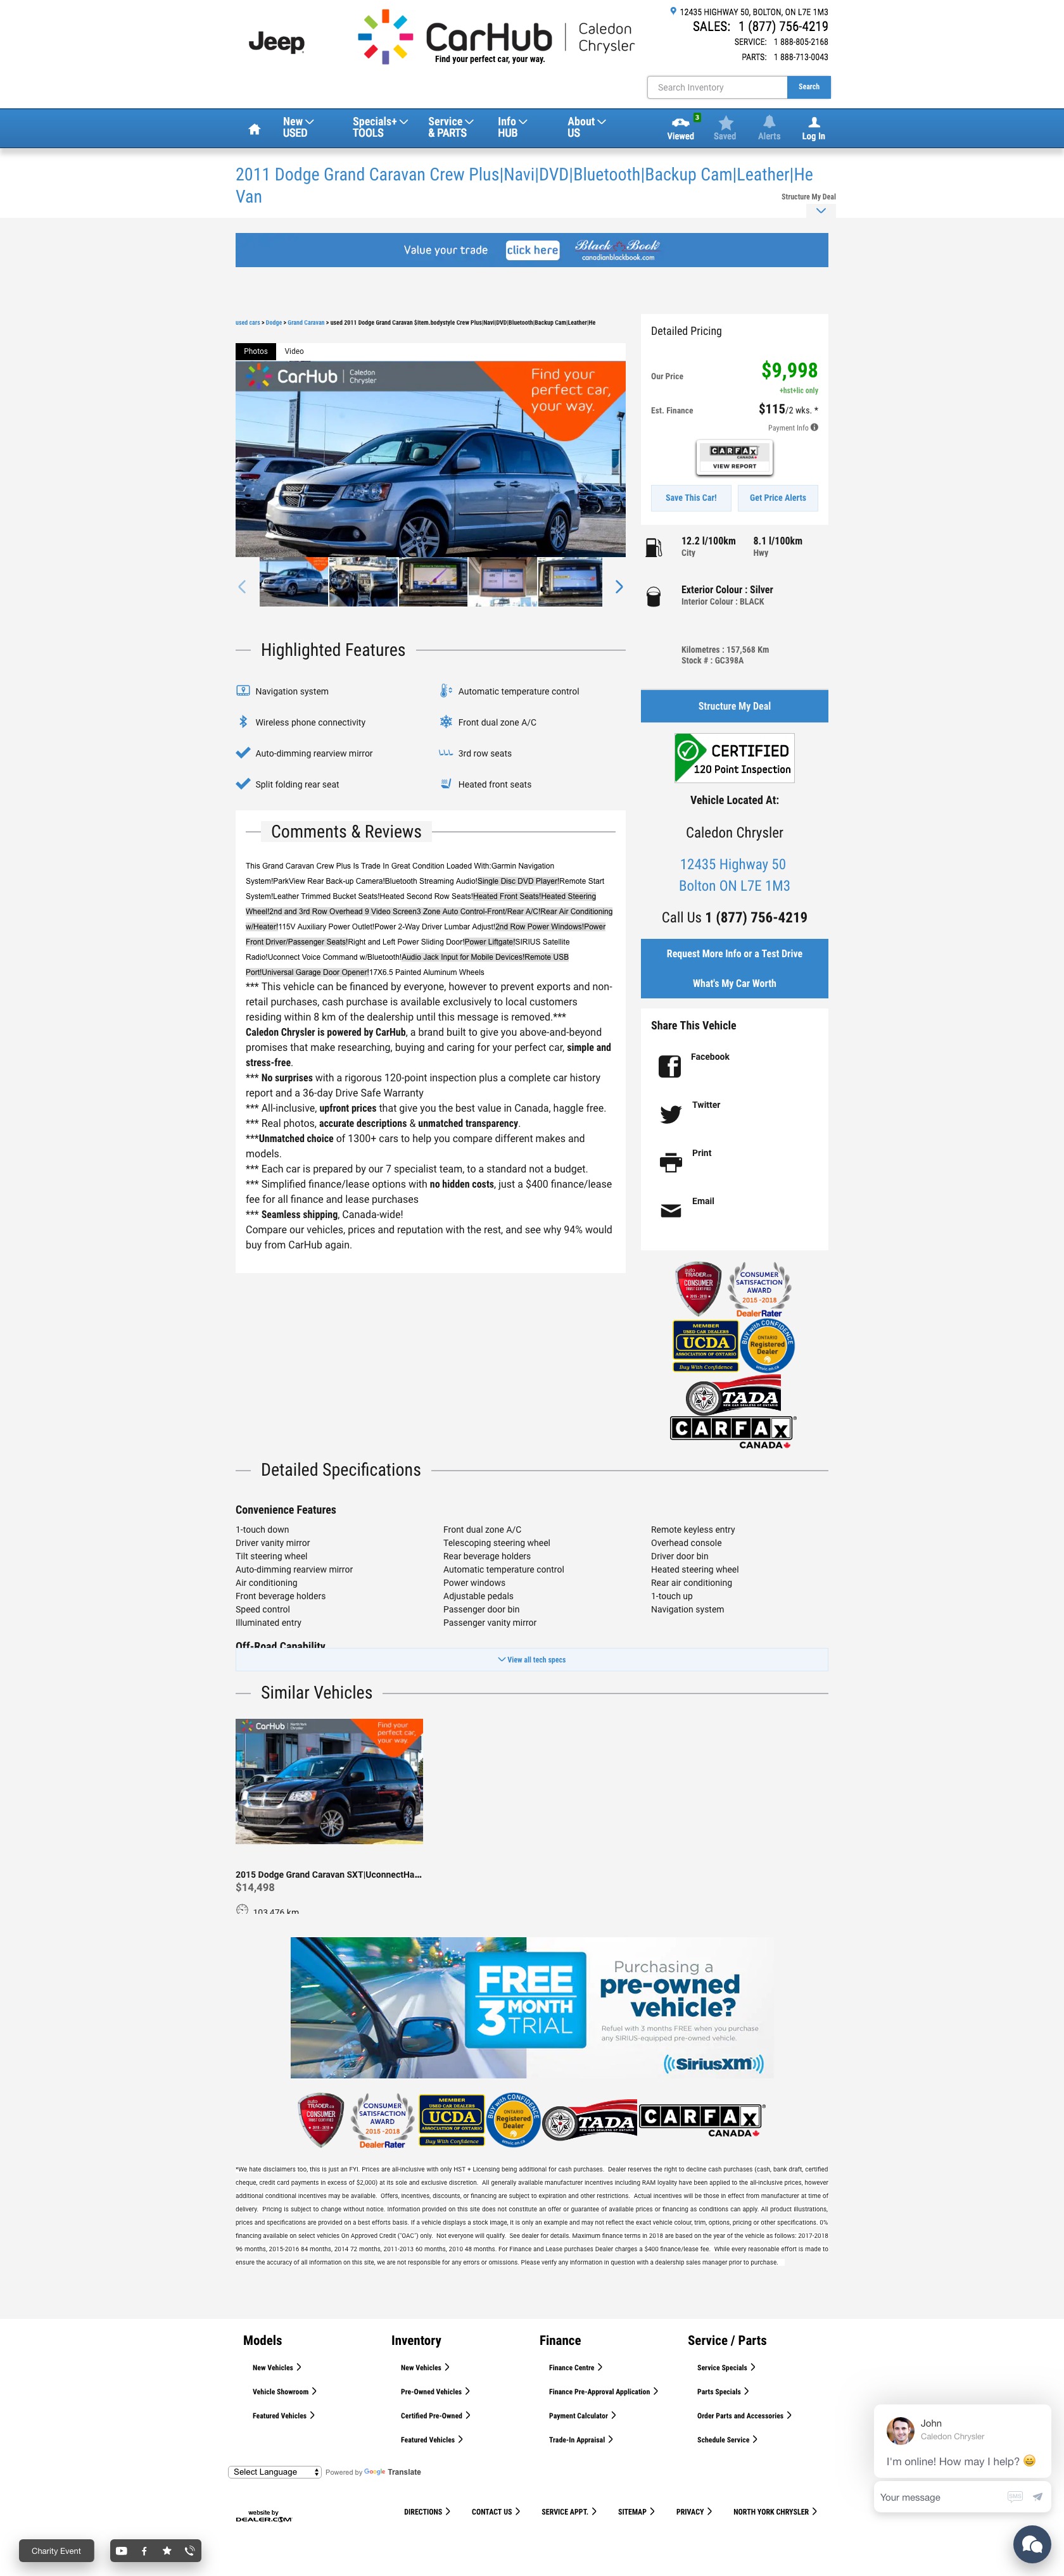 12435 HIGHWAY 50, BOLTON, ON L7E 1M3
Jeep
CarHub
Caledon
Chrysler
Find your perfect car, your way.
SALES: 1 (877) 756-4219
SERVICE: 1 888-805-2168
PARTS: 1 888-713-0043
Search Inventory
Search
New
USED
Specials+
TOOLS
Service
& PARTS
Info
HUB
About
US
3
Viewed
Saved
Alerts
Log In
2011 Dodge Grand Caravan Crew Plus|Navi|DVD|Bluetooth|Backup Cam|Leather|He
Van
Structure My Deal
Value your trade click here Black Book
canadianblackbook.com
used cars > Dodge > Grand Caravan > used 2011 Dodge Grand Caravan $item.bodystyle Crew Plus|Navi|DVD|Bluetooth|Backup Cam|Leather|He
Photos Video
CarHub
Caledon
Chrysler
Find your
perfect car,
your way.
Detailed Pricing
Our Price $9,998
+hst+lic only
Est. Finance $115/2 wks. *
Payment Info
CARFAX
CANADA
VIEW REPORT
Save This Car!
Get Price Alerts
12.2 l/100km 8.1 l/100km
City Hwy
Exterior Colour : Silver
Interior Colour : BLACK
Kilometres : 157,568 Km
Stock # : GC398A
Structure My Deal
CERTIFIED
120 Point Inspection
Vehicle Located At:
Caledon Chrysler
12435 Highway 50
Bolton ON L7E 1M3
Call Us 1 (877) 756-4219
Request More Info or a Test Drive
What's My Car Worth
Share This Vehicle
Facebook
Twitter
Print
Email
Highlighted Features
Navigation system
Automatic temperature control
Wireless phone connectivity
Front dual zone A/C
Auto-dimming rearview mirror
3rd row seats
Split folding rear seat
Heated front seats
Comments & Reviews
This Grand Caravan Crew Plus Is Trade In Great Condition Loaded With:Garmin Navigation
System!ParkView Rear Back-up Camera!Bluetooth Streaming Audio!Single Disc DVD Player!Remote Start
System!Leather Trimmed Bucket Seats!Heated Second Row Seats!Heated Front Seats!Heated Steering
Wheel!2nd and 3rd Row Overhead 9 Video Screen3 Zone Auto Control-Front/Rear A/C!Rear Air Conditioning
w/Heater!115V Auxiliary Power Outlet!Power 2-Way Driver Lumbar Adjust!2nd Row Power Windows!Power
Front Driver/Passenger Seats!Right and Left Power Sliding Door!Power Liftgate!SIRIUS Satellite
Radio!Uconnect Voice Command w/Bluetooth!Audio Jack Input for Mobile Devices!Remote USB
Port!Universal Garage Door Opener!17X6.5 Painted Aluminum Wheels
*** This vehicle can be financed by everyone, however to prevent exports and non-
retail purchases, cash purchase is available exclusively to local customers
residing within 8 km of the dealership until this message is removed.***
Caledon Chrysler is powered by CarHub, a brand built to give you above-and-beyond
promises that make researching, buying and caring for your perfect car, simple and
stress-free.
*** No surprises with a rigorous 120-point inspection plus a complete car history
report and a 36-day Drive Safe Warranty
*** All-inclusive, upfront prices that give you the best value in Canada, haggle free.
*** Real photos, accurate descriptions & unmatched transparency.
***Unmatched choice of 1300+ cars to help you compare different makes and
models.
*** Each car is prepared by our 7 specialist team, to a standard not a budget.
*** Simplified finance/lease options with no hidden costs, just a $400 finance/lease
fee for all finance and lease purchases
*** Seamless shipping, Canada-wide!
Compare our vehicles, prices and reputation with the rest, and see why 94% would
buy from CarHub again.
CONSUMER
CONSUMER
SATISFACTION
AWARD
2015 -2018
DealerRater
MEMBER
USED CAR DEALERS
UCDA
ASSOCIATION OF ONTARIO
Buy With Confidence
BUY with CONFIDENCE
Ontario
Registered
Dealer
TADA
CARFAX
CANADA
Detailed Specifications
Convenience Features
1-touch down Front dual zone A/C Remote keyless entry
Driver vanity mirror Telescoping steering wheel Overhead console
Tilt steering wheel Rear beverage holders Driver door bin
Auto-dimming rearview mirror Automatic temperature control Heated steering wheel
Air conditioning Power windows Rear air conditioning
Front beverage holders Adjustable pedals 1-touch up
Speed control Passenger door bin Navigation system
Illuminated entry Passenger vanity mirror
Off-Road Capability
View all tech specs
Similar Vehicles
CarHub
Find your
perfect car,
your way.
2015 Dodge Grand Caravan SXT|UconnectHa...
$14,498
103,476 km
FREE
3 MONTH
TRIAL
Purchasing a
pre-owned
vehicle?
Refuel with 3 months FREE when you purchase
any SiriUS-equipped pre-owned vehicle.
SiriusXM
CONSUMER
CONSUMER
SATISFACTION
AWARD
2015 -2018
DealerRater
MEMBER
USED CAR DEALERS
UCDA
ASSOCIATION OF ONTARIO
Buy With Confidence
BUY with CONFIDENCE
Ontario
Registered
Dealer
TADA
CARFAX
CANADA
*We hate disclaimers too, this is just an FYI. Prices are all-inclusive with only HST + Licensing being additional for cash purchases. Dealer reserves the right to decline cash purchases (cash, bank draft, certified
cheque, credit card payments in excess of $2,000) at its sole and exclusive discretion. All generally available manufacturer incentives including RAM loyalty have been applied to the all-inclusive prices, however
additional conditional incentives may be available. Offers, incentives, discounts, or financing are subject to expiration and other restrictions. Actual incentives will be those in effect from manufacturer at time of
delivery. Pricing is subject to change without notice. Information provided on this site does not constitute an offer or guarantee of available prices or financing as conditions can apply. All product illustrations,
prices and specifications are provided on a best efforts basis. If a vehicle displays a stock image, it is only an example and may not reflect the exact vehicle colour, trim, options, pricing or other specifications. 0%
financing available on select vehicles On Approved Credit ("OAC") only. Not everyone will qualify. See dealer for details. Maximum finance terms in 2018 are based on the year of the vehicle as follows: 2017-2018
96 months, 2015-2016 84 months, 2014 72 months, 2011-2013 60 months, 2010 48 months. For Finance and Lease purchases Dealer charges a $400 finance/lease fee. While every reasonable effort is made to
ensure the accuracy of all information on this site, we are not responsible for any errors or omissions. Please verify any information in question with a dealership sales manager prior to purchase.
Models Inventory Finance Service / Parts
New Vehicles New Vehicles Finance Centre Service Specials
Vehicle Showroom Pre-Owned Vehicles Finance Pre-Approval Application Parts Specials
Featured Vehicles Certified Pre-Owned Payment Calculator Order Parts and Accessories
Featured Vehicles Trade-In Appraisal Schedule Service
John
Caledon Chrysler
I'm online! How may I help? 😀
Your message
SMS
Select Language Powered by Google Translate
website by
DEALER.COM
DIRECTIONS CONTACT US SERVICE APPT. SITEMAP PRIVACY NORTH YORK CHRYSLER
Charity Event